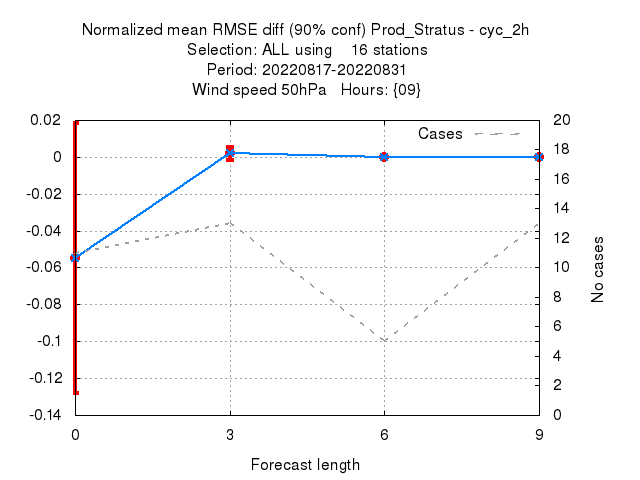 Normalized mean RMSE diff (90% conf) Prod_Stratus - cyc_2h
Selection: ALL using    16 stations
Period: 20220817-20220831
Wind speed 50hPa   Hours: {09}
Cases
0.02
0
-0.02
-0.04
-0.06
-0.08
-0.1
-0.12
-0.14
20
18
16
14
12
10
8
6
4
2
0
No cases
0 3 6 9
Forecast length